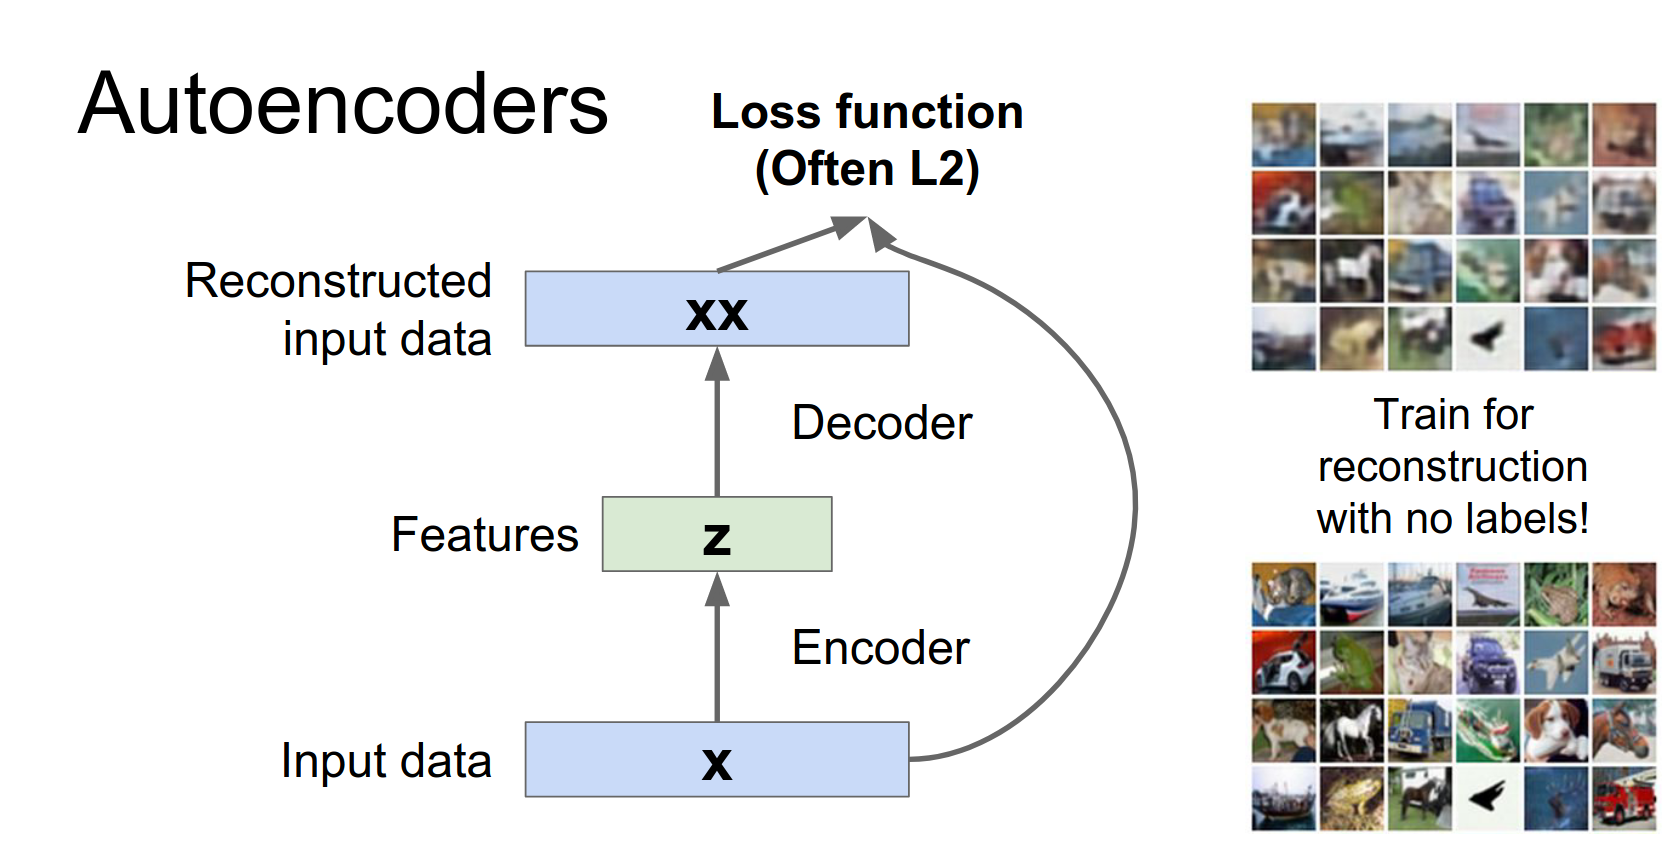 Autoencoders
Loss function
(Often L2)
Reconstructed
input data
xx
Decoder
Features
z
Encoder
Input data
x
Train for
reconstruction
with no labels!